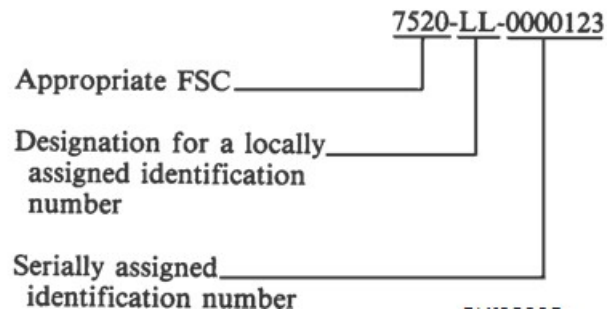 7520-LL-0000123
Appropriate FSC
Designation for a locally
assigned identification
number
Serially assigned
identification number